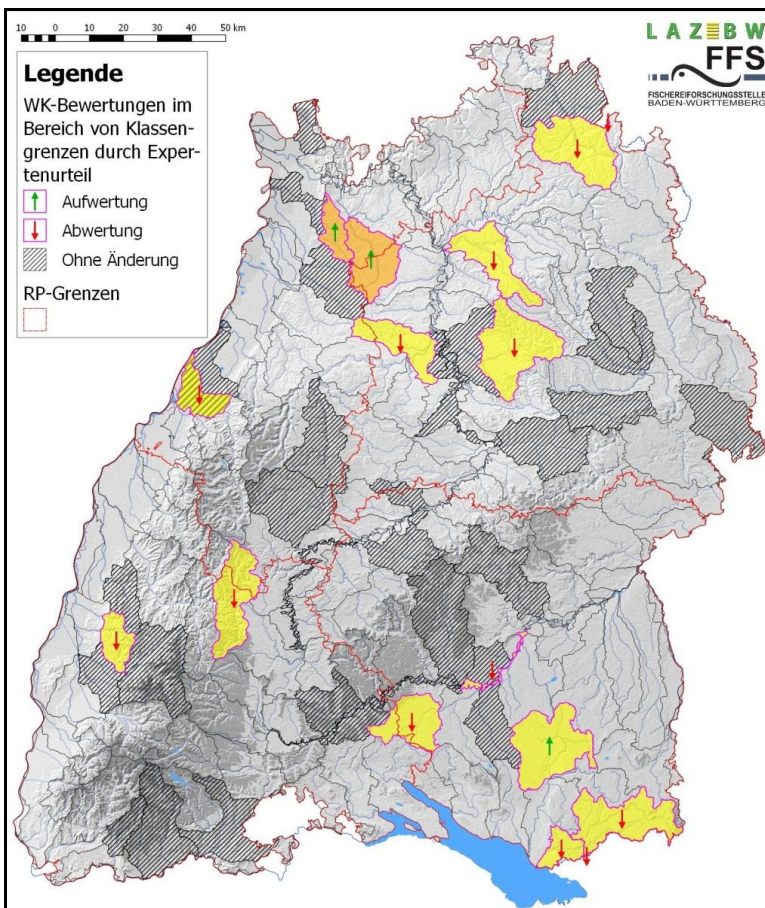 10 0 10 20 30 40 50 km
LAZBW
FFS
FISCHEREIFORSCHUNGSSTELLE
BADEN-WÜRTTEMBERG
Legende
WK-Bewertungen im
Bereich von Klassen-
grenzen durch Exper-
tenurteil
Aufwertung
Abwertung
Ohne Änderung
RP-Grenzen